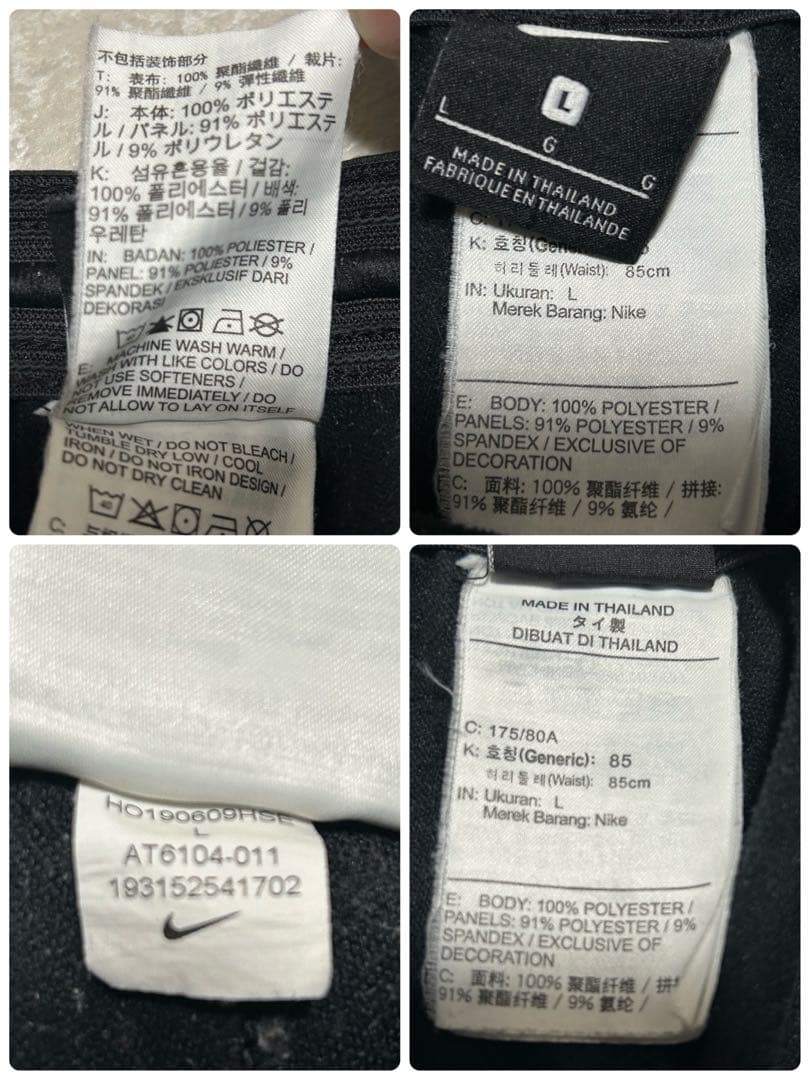 不包括装饰部分
T: 表布: 100% 聚酯纖維 / 裁片:
91% 聚酯纖維 / 9% 彈性纖維
J: 本体: 100% ポリエステ
ル / パネル: 91% ポリエステ
ル / 9% ポリウレタン
K: 섬유혼용율 / 겉감:
100% 폴리에스터 / 배색:
91% 폴리에스터 / 9% 폴리
우레탄
IN: BADAN: 100% POLIESTER /
PANEL: 91% POLIESTER / 9%
SPANDEK / EKSKLUSIF DARI
DEKORASI
E: MACHINE WASH WARM /
WASH WITH LIKE COLORS / DO
NOT USE SOFTENERS /
REMOVE IMMEDIATELY / DO
NOT ALLOW TO LAY ON ITSELF
WHEN WET / DO NOT BLEACH /
TUMBLE DRY LOW / COOL
IRON / DO NOT IRON DESIGN /
DO NOT DRY CLEAN
40
C:
L
L
G
G
MADE IN THAILAND
FABRIQUE EN THAILANDE
C:
K: 호칭(Gene
허리둘레(Waist): 85cm
IN: Ukuran: L
Merek Barang: Nike
E: BODY: 100% POLYESTER /
PANELS: 91% POLYESTER / 9%
SPANDEX / EXCLUSIVE OF
DECORATION
C: 面料: 100% 聚酯纤维 / 拼接:
91% 聚酯纤维 / 9% 氨纶 /
HO190609HSE
L
AT6104-011
193152541702
MADE IN THAILAND
タイ製
DIBUAT DI THAILAND
C: 175/80A
K: 호칭(Generic): 85
허리둘레(Waist): 85cm
IN: Ukuran: L
Merek Barang: Nike
E: BODY: 100% POLYESTER /
PANELS: 91% POLYESTER / 9%
SPANDEX / EXCLUSIVE OF
DECORATION
C: 面料: 100% 聚酯纤维 / 拼
91% 聚酯纤维 / 9% 氨纶 /